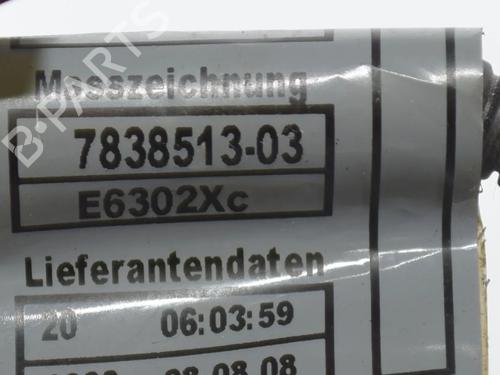 Masszeichnung
7838513-03
E6302Xc
Lieferantendaten
20 06:03:59
08.08.08
B-PARTS